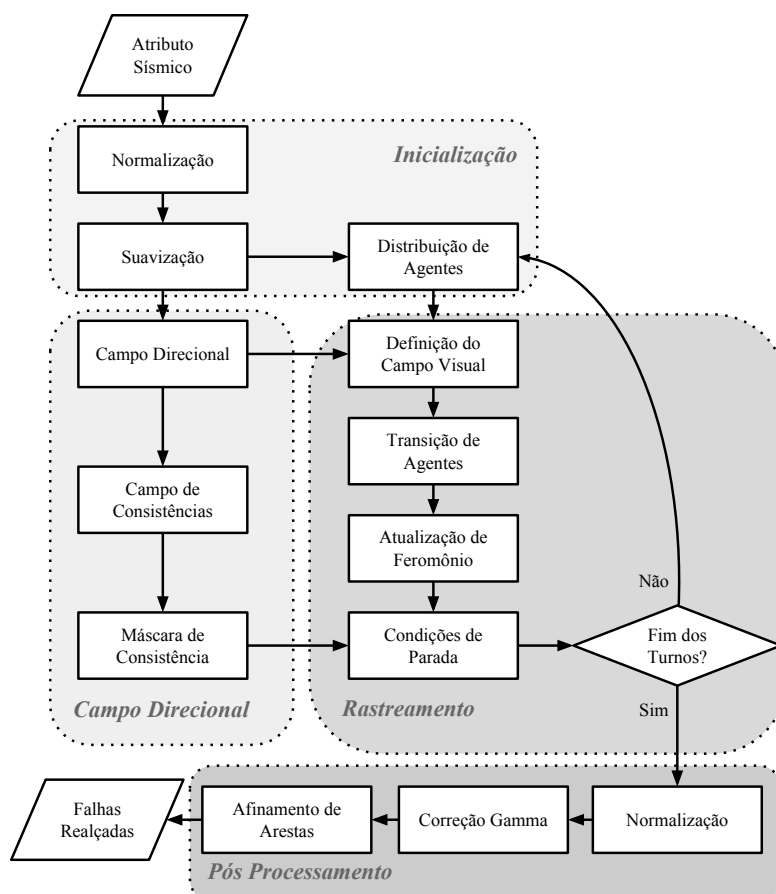 Atributo
Sísmico
Normalização
Inicialização
Suavização
Distribuição de
Agentes
Campo Direcional
Definição do
Campo Visual
Transição de
Agentes
Campo de
Consistências
Atualização de
Feromônio
Não
Máscara de
Consistência
Condições de
Parada
Fim dos
Turnos?
Campo Direcional
Rastreamento
Sim
Falhas
Realçadas
Afinamento de
Arestas
Correção Gamma
Normalização
Pós Processamento